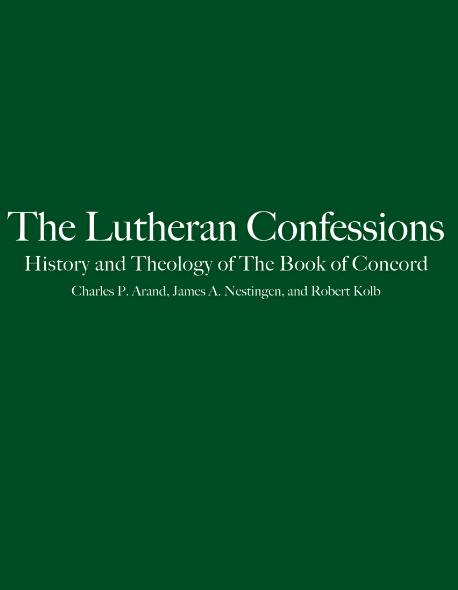 The Lutheran Confessions
History and Theology of The Book of Concord
Charles P. Arand, James A. Nestingen, and Robert Kolb